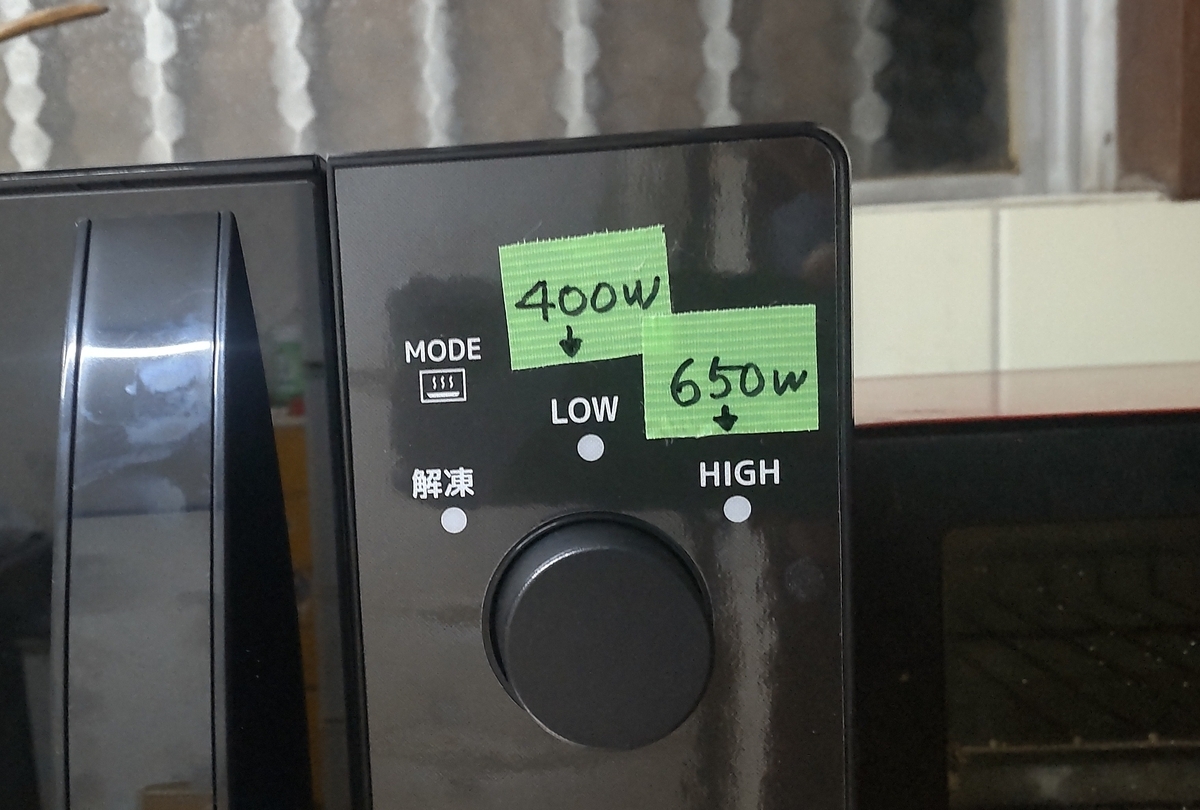 400W
↓
650W
↓
MODE
LOW
解凍
HIGH